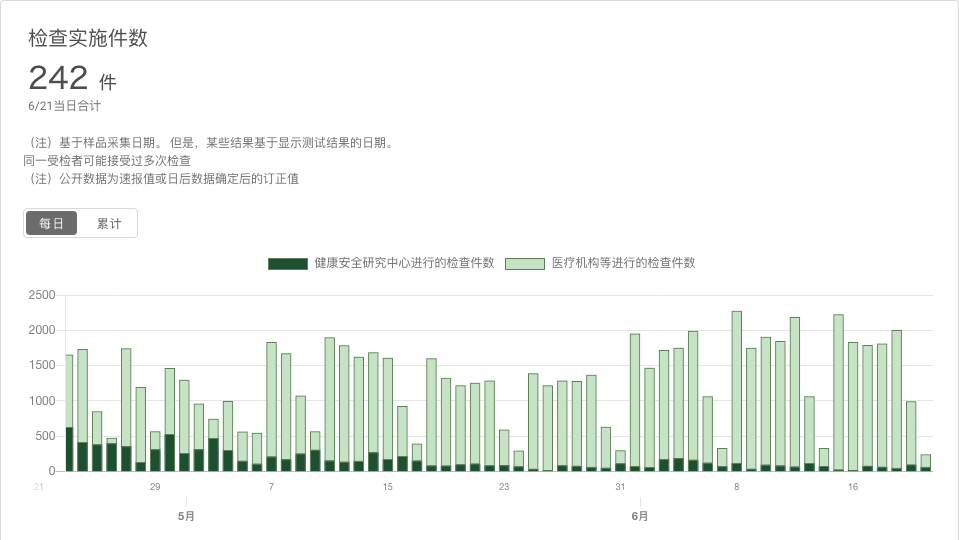 检查实施件数
242 件
6/21当日合计
（注）基于样品采集日期。 但是，某些结果基于显示测试结果的日期。
同一受检者可能接受过多次检查
（注）公开数据为速报值或日后数据确定后的订正值
每日 累计
健康安全研究中心进行的检查件数 医疗机构等进行的检查件数
2500
2000
1500
1000
500
0
21 29 7 15 23 31 8 16
5月 6月